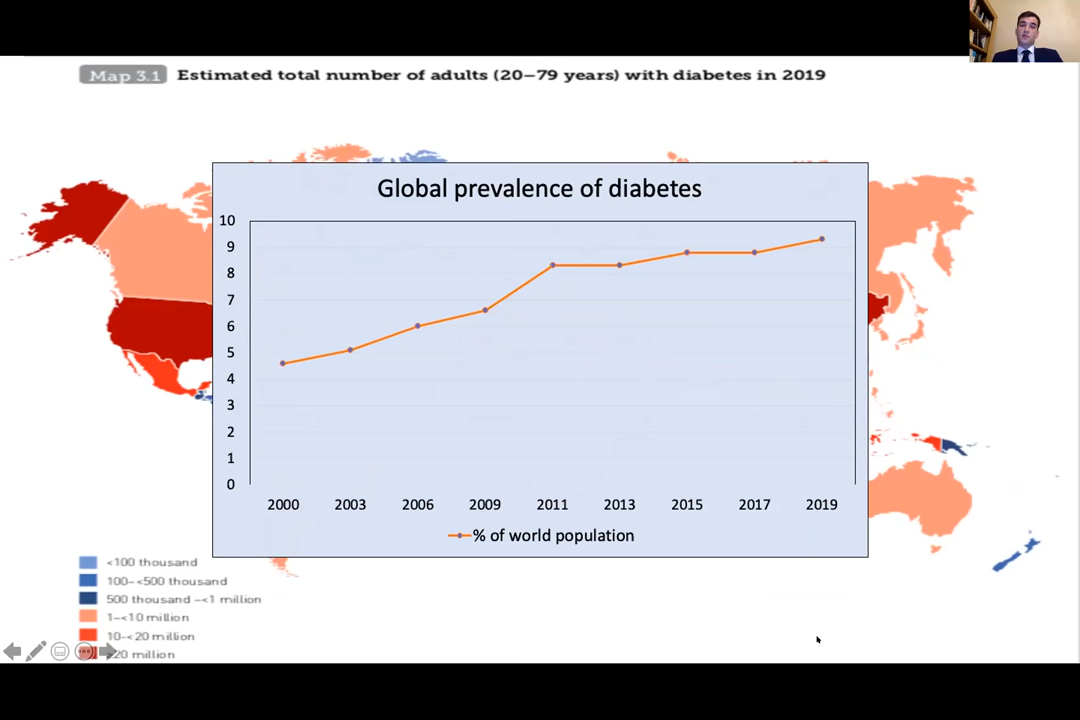 Map 3.1 Estimated total number of adults (20–79 years) with diabetes in 2019
Global prevalence of diabetes
10
9
8
7
6
5
4
3
2
1
0
2000 2003 2006 2009 2011 2013 2015 2017 2019
% of world population
<100 thousand
100–<500 thousand
500 thousand –<1 million
1–<10 million
10-<20 million
20 million